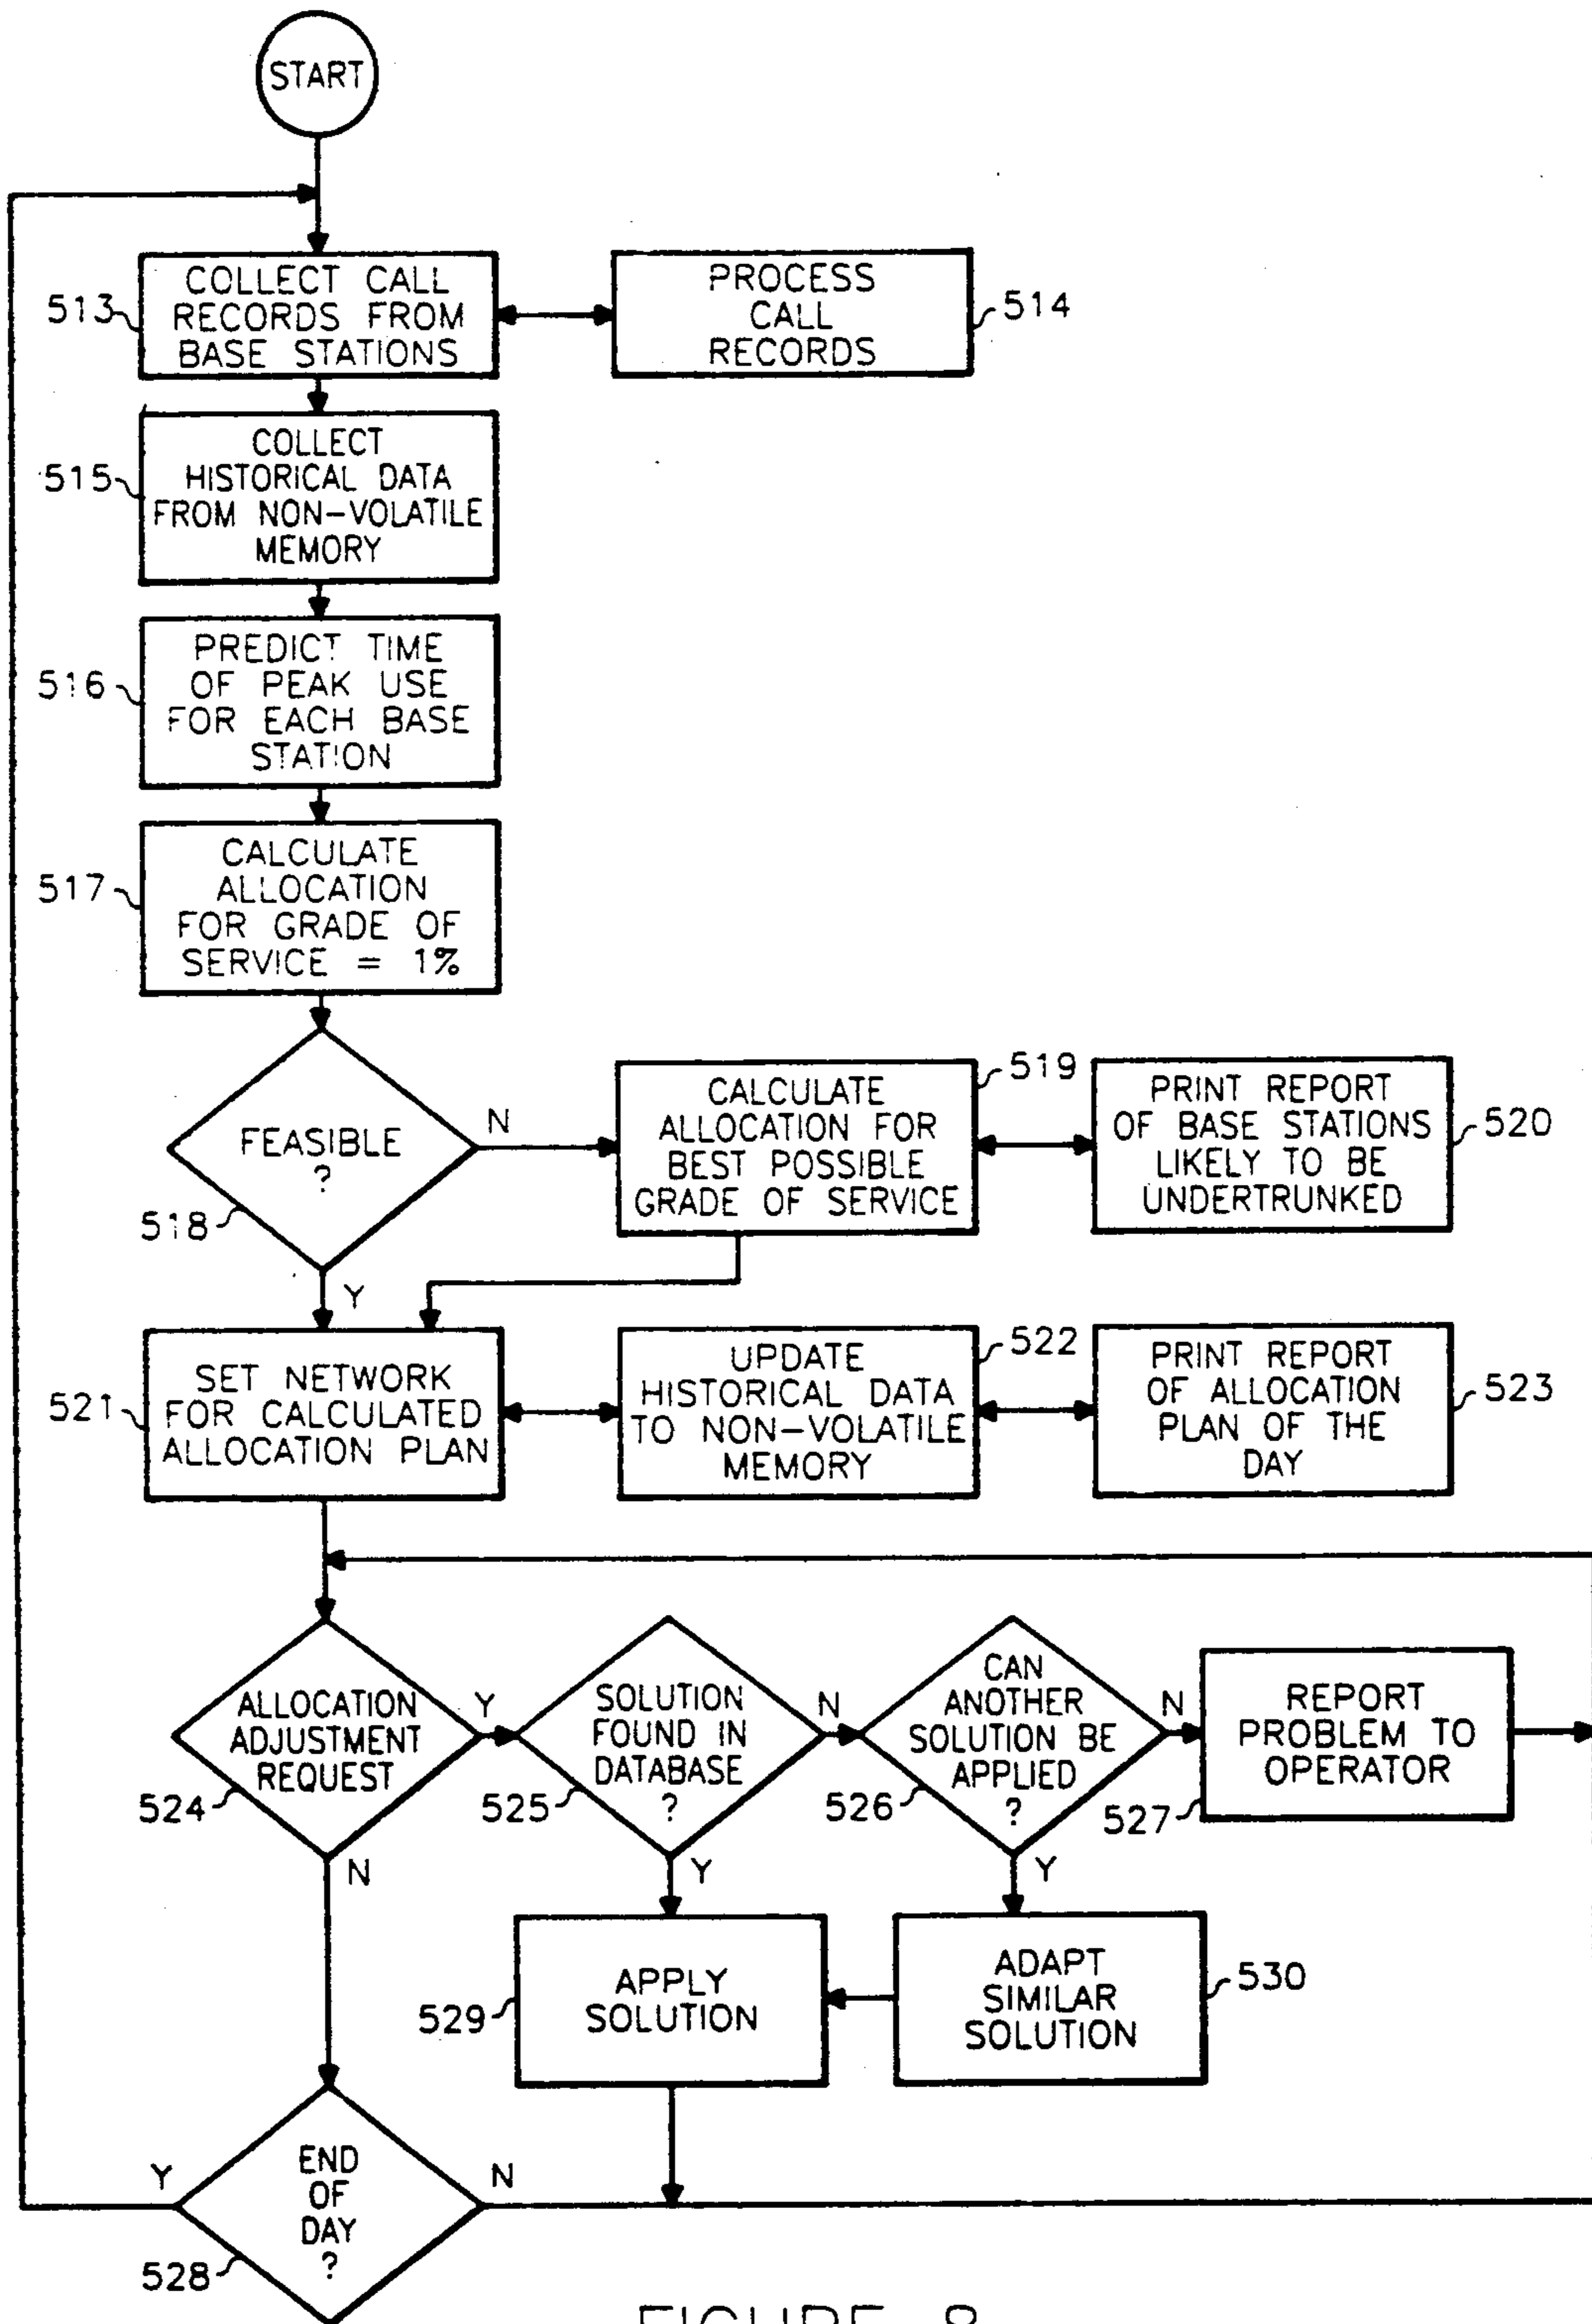 START
COLLECT CALL
RECORDS FROM
BASE STATIONS
513
PROCESS
CALL
RECORDS
514
COLLECT
HISTORICAL DATA
FROM NON-VOLATILE
MEMORY
515
PREDICT TIME
OF PEAK USE
FOR EACH BASE
STATION
516
CALCULATE
ALLOCATION
FOR GRADE OF
SERVICE = 1%
517
FEASIBLE
?
518
N
Y
CALCULATE
ALLOCATION FOR
BEST POSSIBLE
GRADE OF SERVICE
519
PRINT REPORT
OF BASE STATIONS
LIKELY TO BE
UNDERTRUNKED
520
SET NETWORK
FOR CALCULATED
ALLOCATION PLAN
521
UPDATE
HISTORICAL DATA
TO NON-VOLATILE
MEMORY
522
PRINT REPORT
OF ALLOCATION
PLAN OF THE
DAY
523
ALLOCATION
ADJUSTMENT
REQUEST
524
Y
N
SOLUTION
FOUND IN
DATABASE
?
525
N
Y
CAN
ANOTHER
SOLUTION BE
APPLIED
?
526
N
Y
REPORT
PROBLEM TO
OPERATOR
527
APPLY
SOLUTION
529
ADAPT
SIMILAR
SOLUTION
530
END
OF
DAY
?
528
Y
N
FIGURE 8